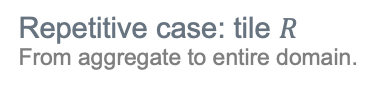 Repetitive case: tile R
From aggregate to entire domain.